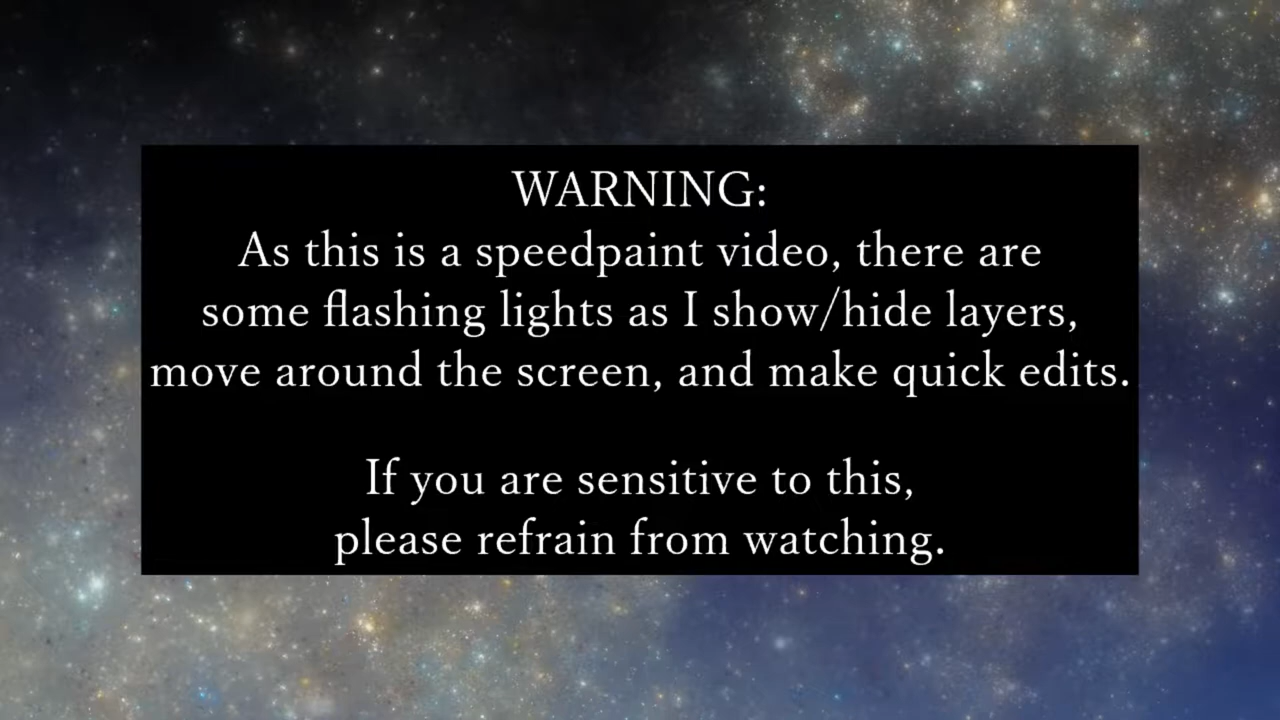 WARNING:
As this is a speedpaint video, there are
some flashing lights as I show/hide layers,
move around the screen, and make quick edits.
If you are sensitive to this,
please refrain from watching.